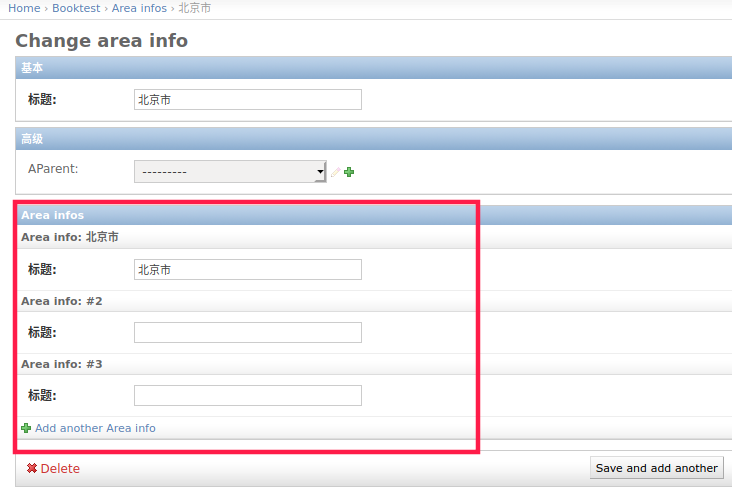 Home › Booktest › Area infos › 北京市
Change area info
基本
标题: 北京市
高级
AParent: ---------
Area infos
Area info: 北京市
标题: 北京市
Area info: #2
标题:
Area info: #3
标题:
Add another Area info
Delete Save and add another